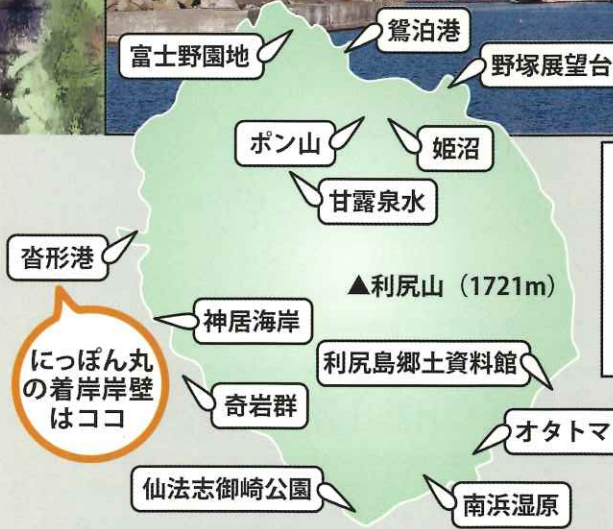 富士野園地
鴛泊港
野塚展望台
ポン山
姫沼
甘露泉水
沓形港
▲利尻山（1721m）
神居海岸
にっぽん丸
の着岸岸壁
はココ
利尻島郷土資料館
奇岩群
オタトマ
仙法志御崎公園
南浜湿原